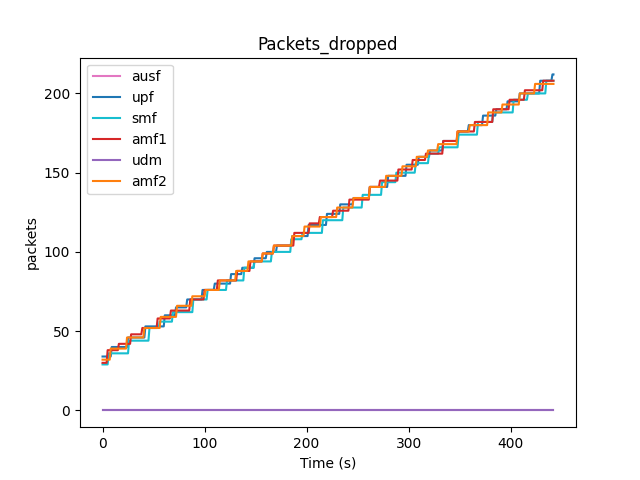 Packets_dropped
ausf
upf
smf
amf1
udm
amf2
packets
200
150
100
50
0
0 100 200 300 400
Time (s)